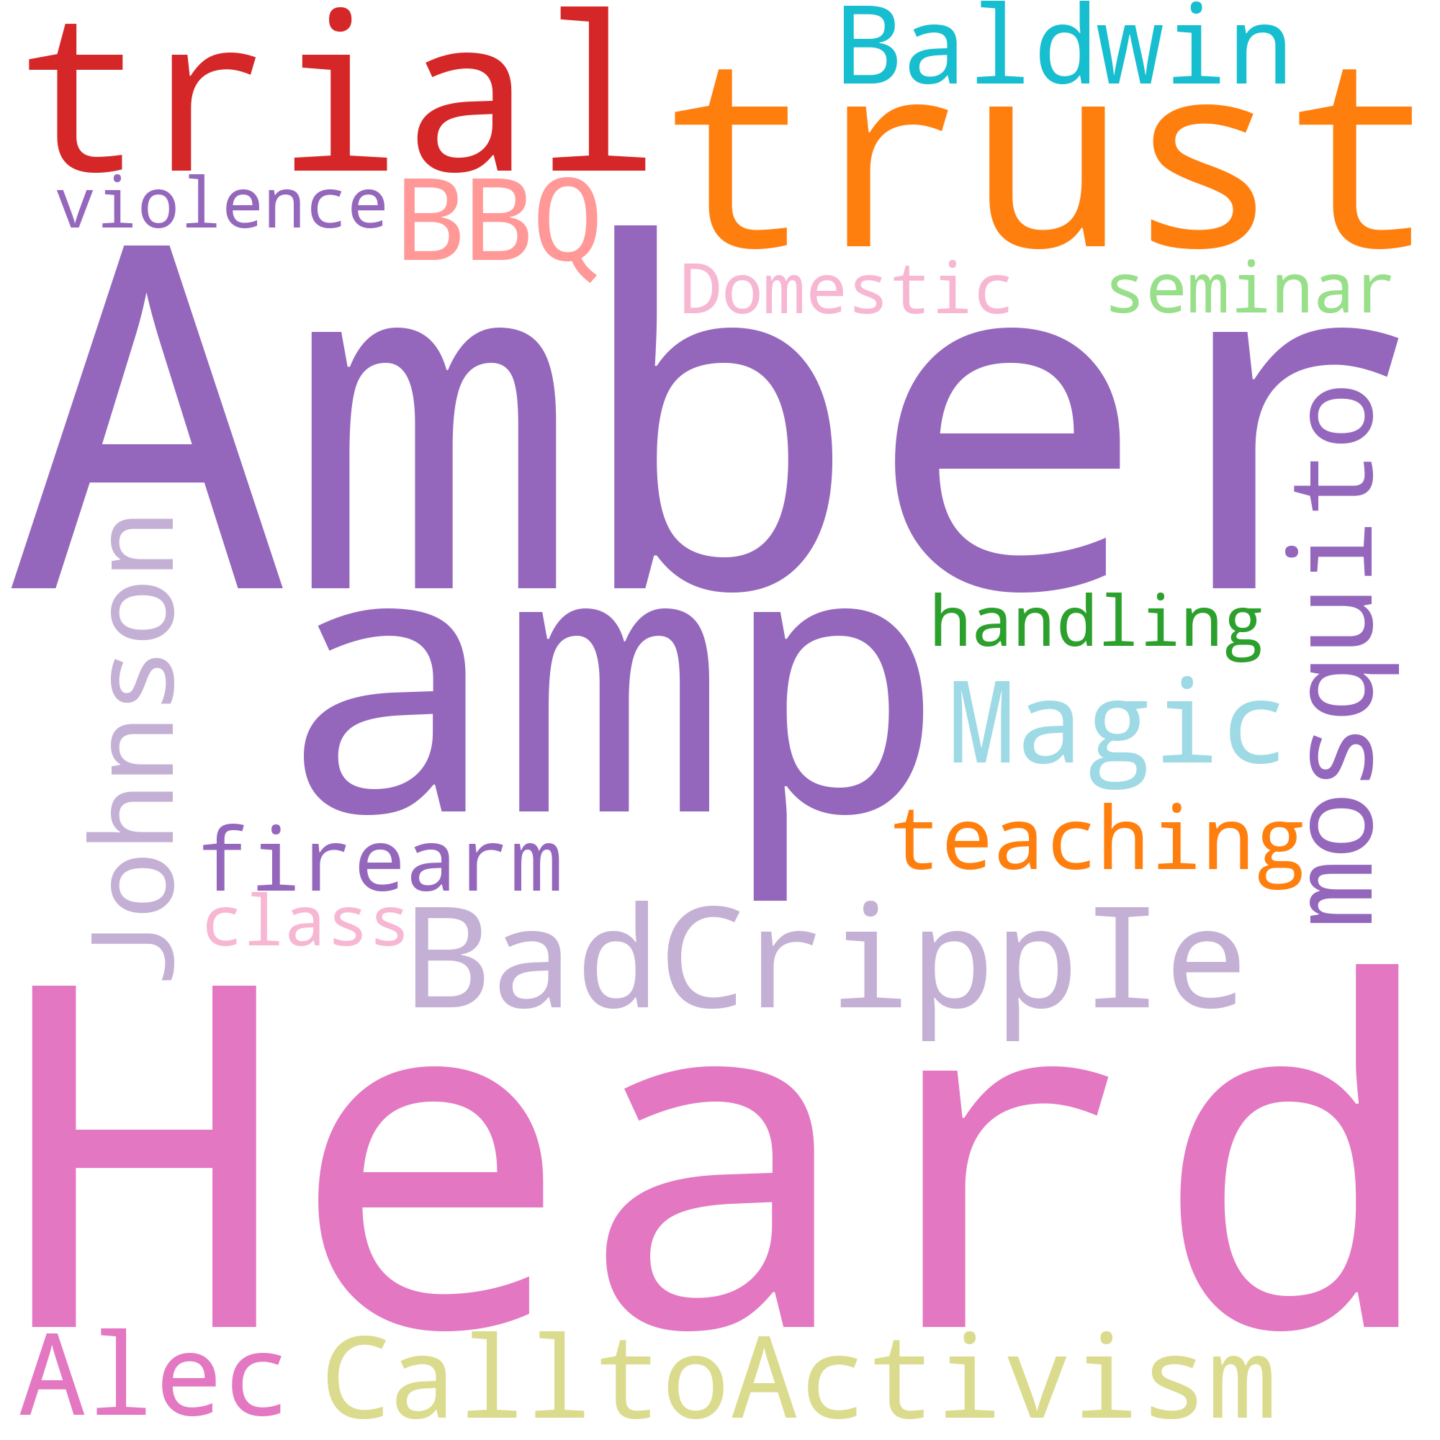 trial
Baldwin
trust
violence
BBQ
Domestic
seminar
Amber
mosquito
Johnson
amp
handling
Magic
firearm
teaching
class
BadCrippIe
Heard
Alec
CalltoActivism